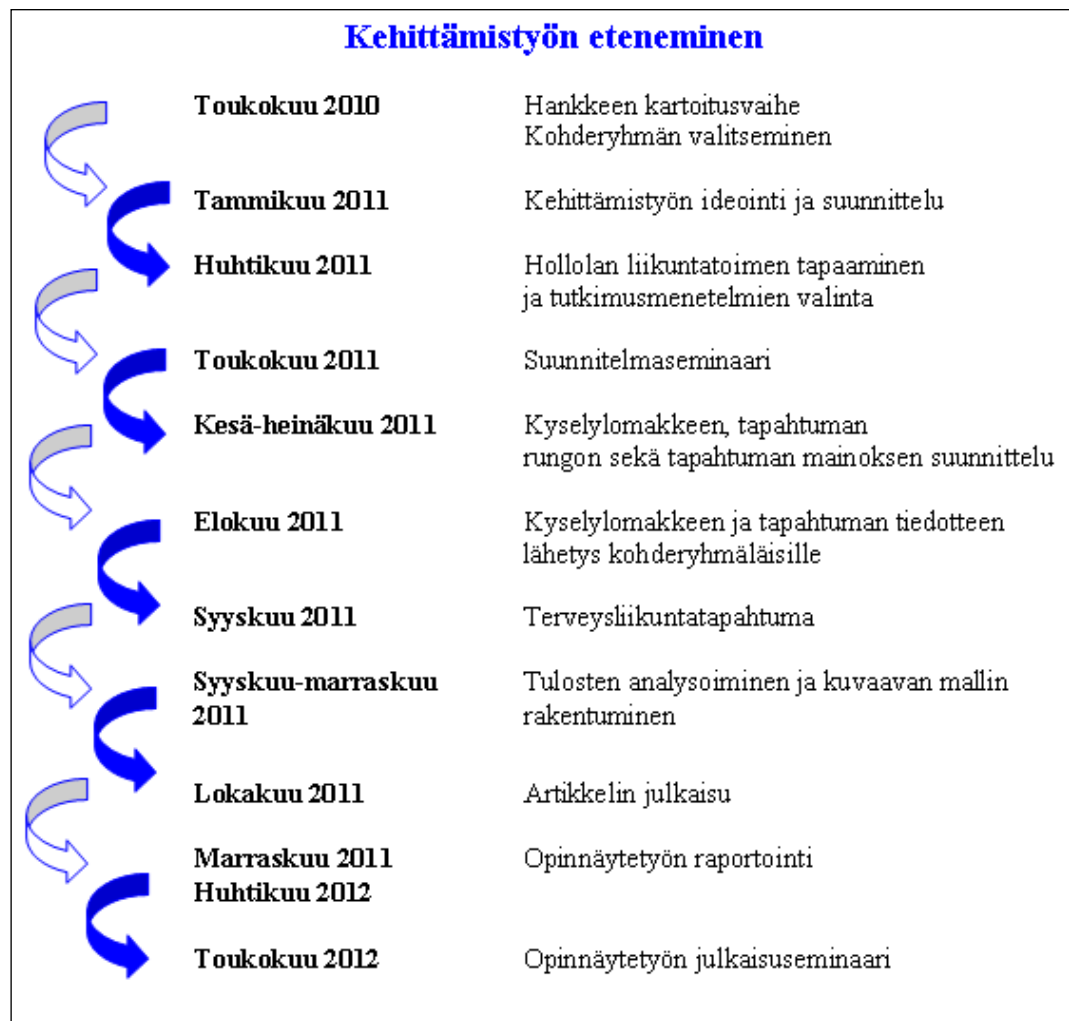 Kehittämistyön eteneminen
Toukokuu 2010 Hankkeen kartoitusvaihe
Kohderyhmän valitseminen
Tammikuu 2011 Kehittämistyön ideointi ja suunnittelu
Huhtikuu 2011 Hollolan liikuntatoimen tapaaminen
ja tutkimusmenetelmien valinta
Toukokuu 2011 Suunnitelmaseminaari
Kesä-heinäkuu 2011 Kyselylomakkeen, tapahtuman
rungon sekä tapahtuman mainoksen suunnittelu
Elokuu 2011 Kyselylomakkeen ja tapahtuman tiedotteen
lähetys kohderyhmäläisille
Syyskuu 2011 Terveysliikuntatapahtuma
Syyskuu-marraskuu Tulosten analysoiminen ja kuvaavan mallin
2011 rakentuminen
Lokakuu 2011 Artikkelin julkaisu
Marraskuu 2011 Opinnäytetyön raportointi
Huhtikuu 2012
Toukokuu 2012 Opinnäytetyön julkaisuseminaari